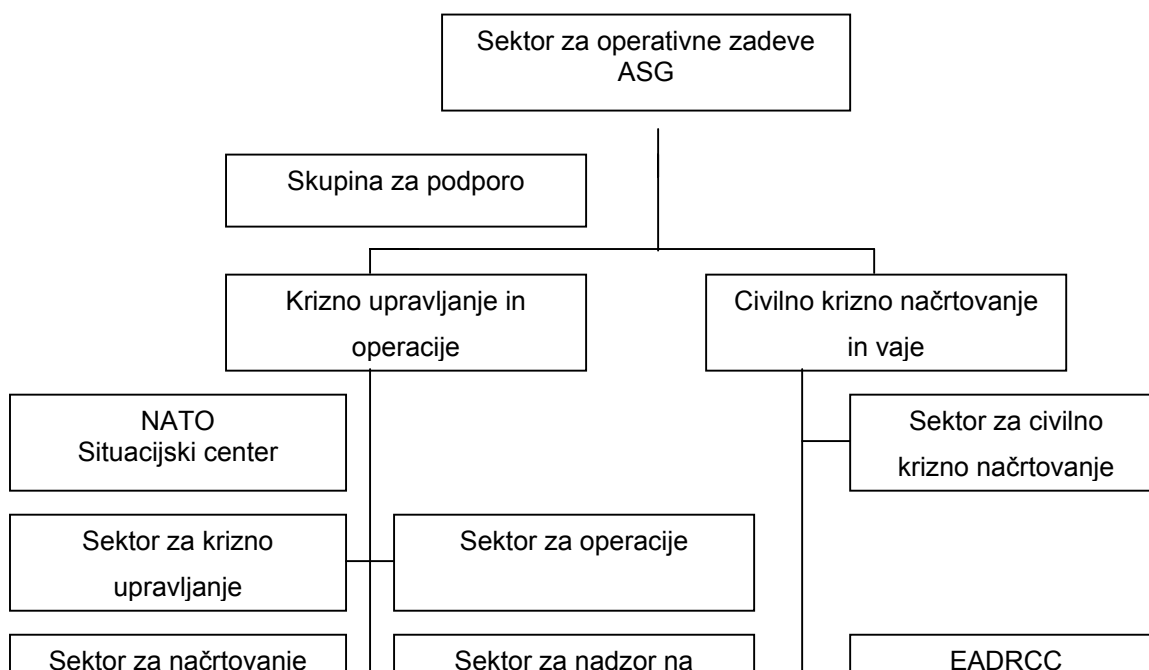 Sektor za operativne zadeve
ASG
Skupina za podporo
Krizno upravljanje in
operacije
Civilno krizno načrtovanje
in vaje
NATO
Situacijski center
Sektor za civilno
krizno načrtovanje
Sektor za krizno
upravljanje
Sektor za operacije
Sektor za načrtovanje
Sektor za nadzor na
EADRCC